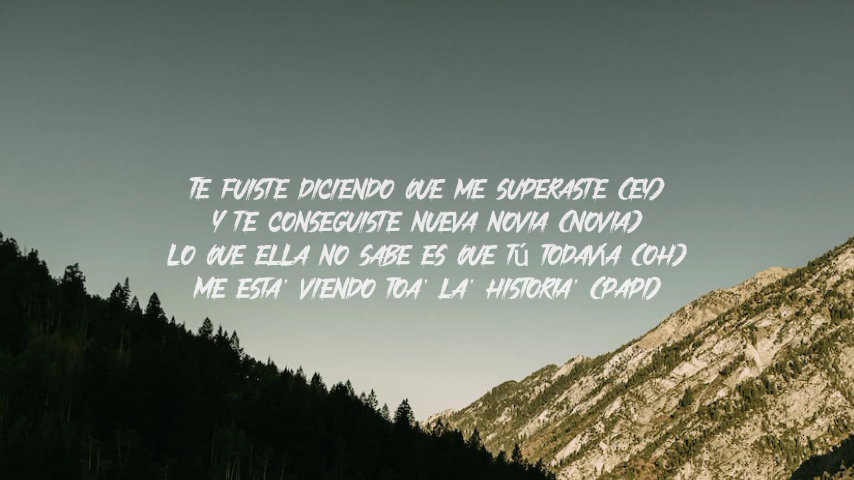 TE FUISTE DICIENDO QUE ME SUPERASTE (EY)
Y TE CONSEGUISTE NUEVA NOVIA (NOVIA)
LO QUE ELLA NO SABE ES QUE TÚ TODAVÍA (OH)
ME ESTA' VIENDO TOA' LA' HISTORIA' (PAPI)